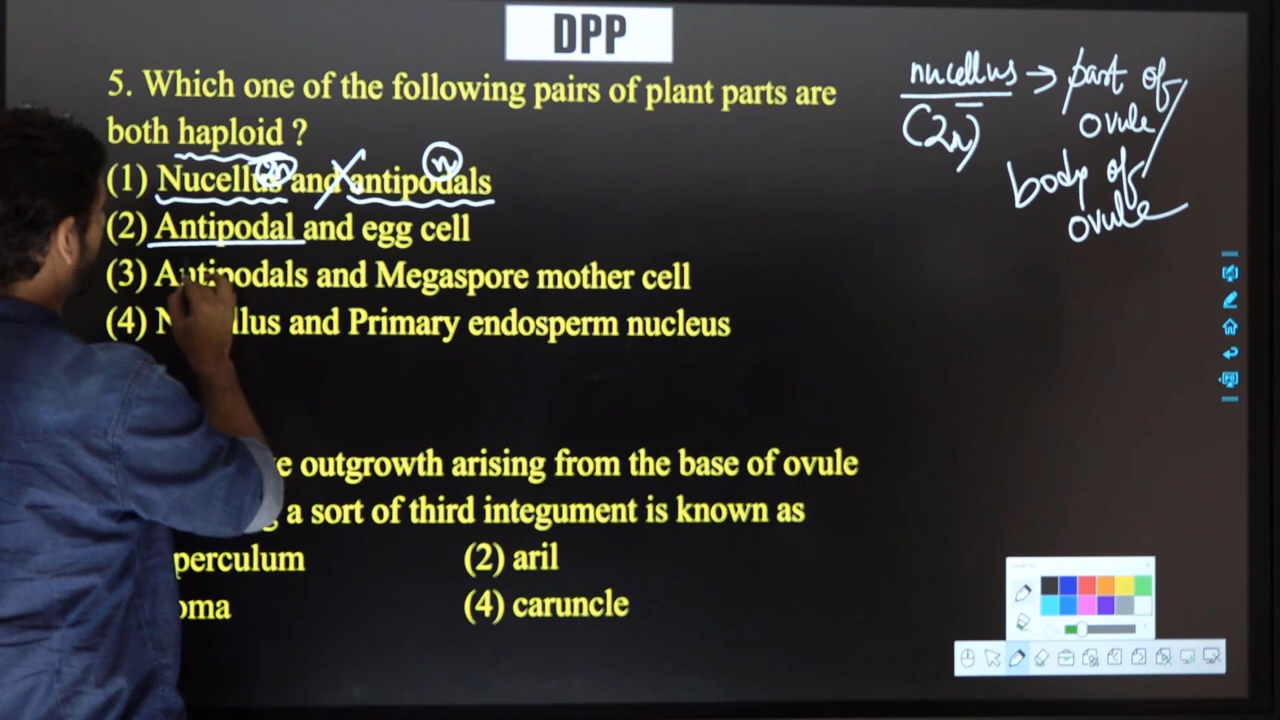 DPP
5. Which one of the following pairs of plant parts are
both haploid ?
(1) Nucellus and antipodals
(2n)
(n)
(2) Antipodal and egg cell
(3) Antipodals and Megaspore mother cell
(4) and Primary endosperm nucleus
outgrowth arising from the base of ovule
a sort of third integument is known as
(2) aril
(4) caruncle
nucellus → part of
(2n) ovule
body of
ovule